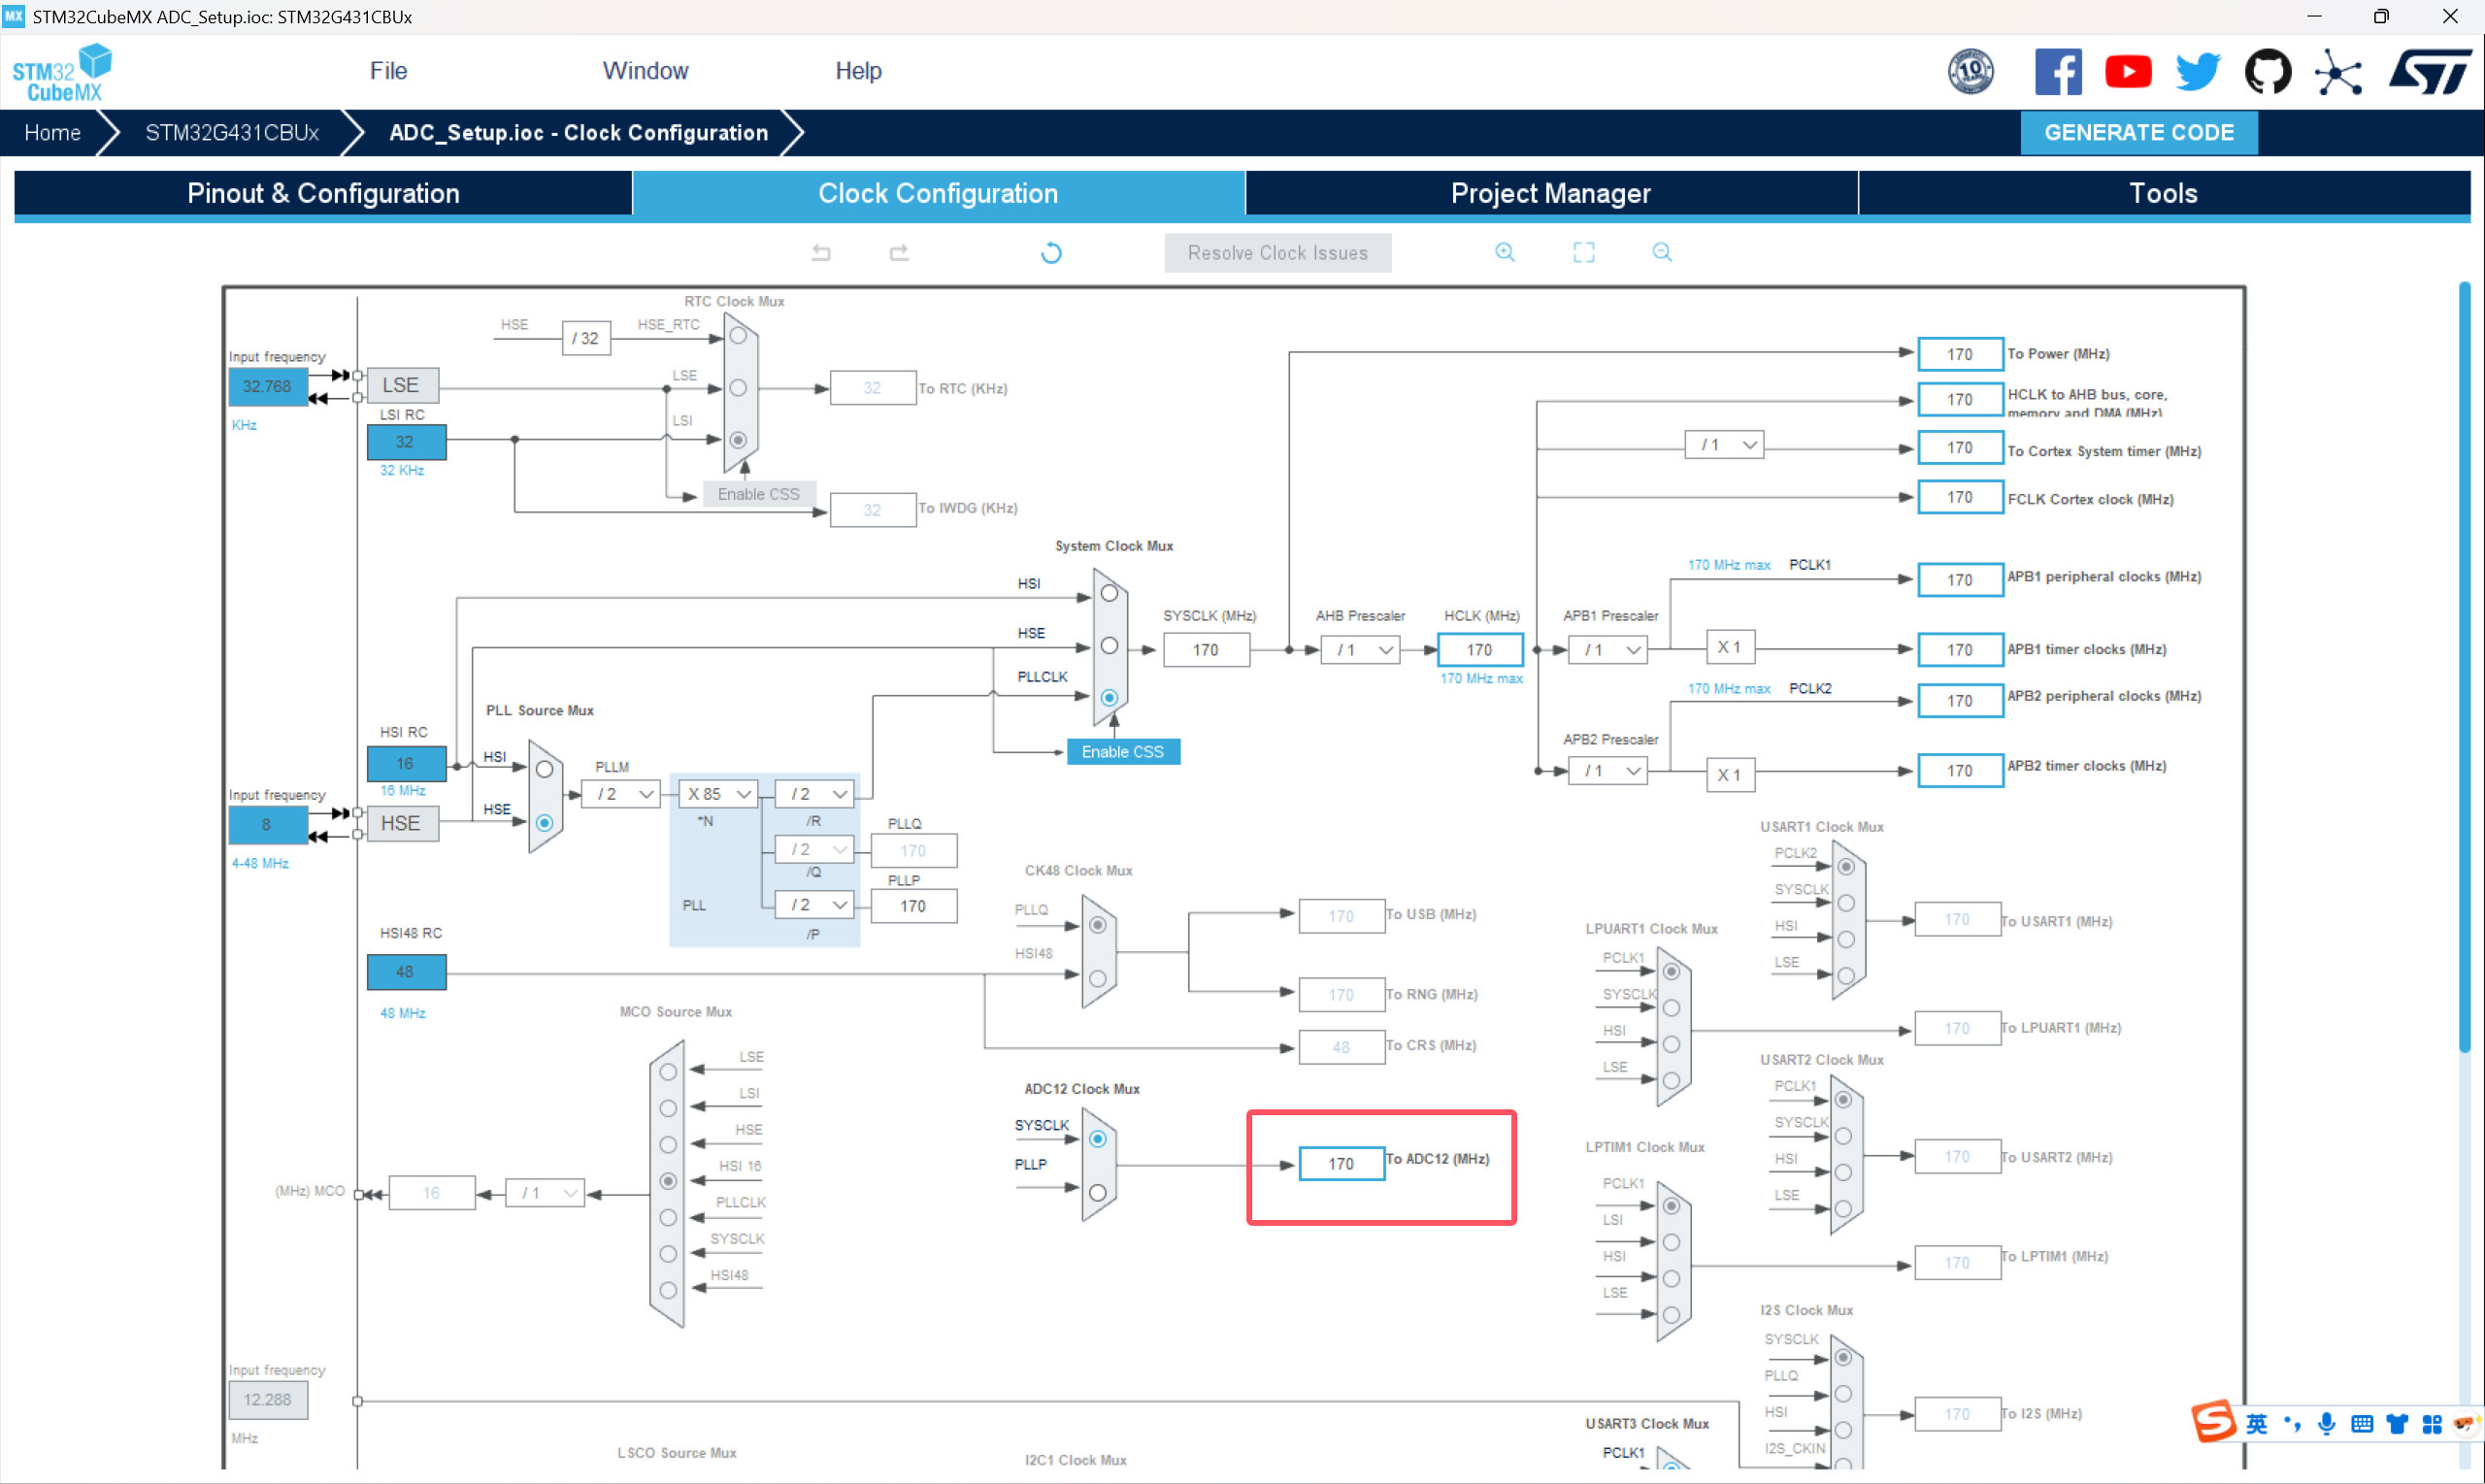 MX STM32CubeMX ADC_Setup.ioc: STM32G431CBUx
STM32
CubeMX
File
Window
Help
10
YEARS
Home
STM32G431CBUx
ADC_Setup.ioc - Clock Configuration
GENERATE CODE
Pinout & Configuration
Clock Configuration
Project Manager
Tools
Resolve Clock Issues
RTC Clock Mux
HSE
/ 32
HSE_RTC
Input frequency
32.768
KHz
LSE
LSE
32
To RTC (KHz)
LSI RC
32
32 KHz
LSI
Enable CSS
32
To IWDG (KHz)
170
To Power (MHz)
170
HCLK to AHB bus, core,
memory and DMA (MHz)
/ 1
170
To Cortex System timer (MHz)
170
FCLK Cortex clock (MHz)
System Clock Mux
HSI
HSE
PLLCLK
Enable CSS
SYSCLK (MHz)
170
AHB Prescaler
/ 1
HCLK (MHz)
170
170 MHz max
APB1 Prescaler
/ 1
170 MHz max
PCLK1
170
APB1 peripheral clocks (MHz)
X 1
170
APB1 timer clocks (MHz)
170 MHz max
PCLK2
170
APB2 peripheral clocks (MHz)
APB2 Prescaler
/ 1
X 1
170
APB2 timer clocks (MHz)
PLL Source Mux
HSI RC
16
16 MHz
HSI
HSE
Input frequency
8
4-48 MHz
HSE
PLLM
/ 2
X 85
*N
/ 2
/R
/ 2
/Q
/ 2
/P
PLL
PLLQ
170
PLLP
170
HSI48 RC
48
48 MHz
CK48 Clock Mux
PLLQ
HSI48
170
To USB (MHz)
170
To RNG (MHz)
48
To CRS (MHz)
ADC12 Clock Mux
SYSCLK
PLLP
170
To ADC12 (MHz)
MCO Source Mux
LSE
LSI
HSE
HSI 16
PLLCLK
SYSCLK
HSI48
(MHz) MCO
16
/ 1
USART1 Clock Mux
PCLK2
SYSCLK
HSI
LSE
170
To USART1 (MHz)
LPUART1 Clock Mux
PCLK1
SYSCLK
HSI
LSE
170
To LPUART1 (MHz)
USART2 Clock Mux
PCLK1
SYSCLK
HSI
LSE
170
To USART2 (MHz)
LPTIM1 Clock Mux
PCLK1
LSI
HSI
LSE
170
To LPTIM1 (MHz)
I2S Clock Mux
SYSCLK
PLLQ
HSI
I2S_CKIN
170
To I2S (MHz)
Input frequency
12.288
MHz
LSCO Source Mux
I2C1 Clock Mux
USART3 Clock Mux
PCLK1
英